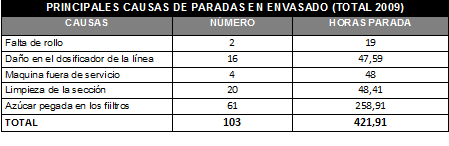 PRINCIPALES CAUSAS DE PARADAS EN ENVASADO (TOTAL 2009)
CAUSAS NÚMERO HORAS PARADA
Falta de rollo 2 19
Daño en el dosificador de la línea 16 47,59
Maquina fuera de servicio 4 48
Limpieza de la sección 20 48,41
Azúcar pegada en los fiiltros 61 258,91
TOTAL 103 421,91